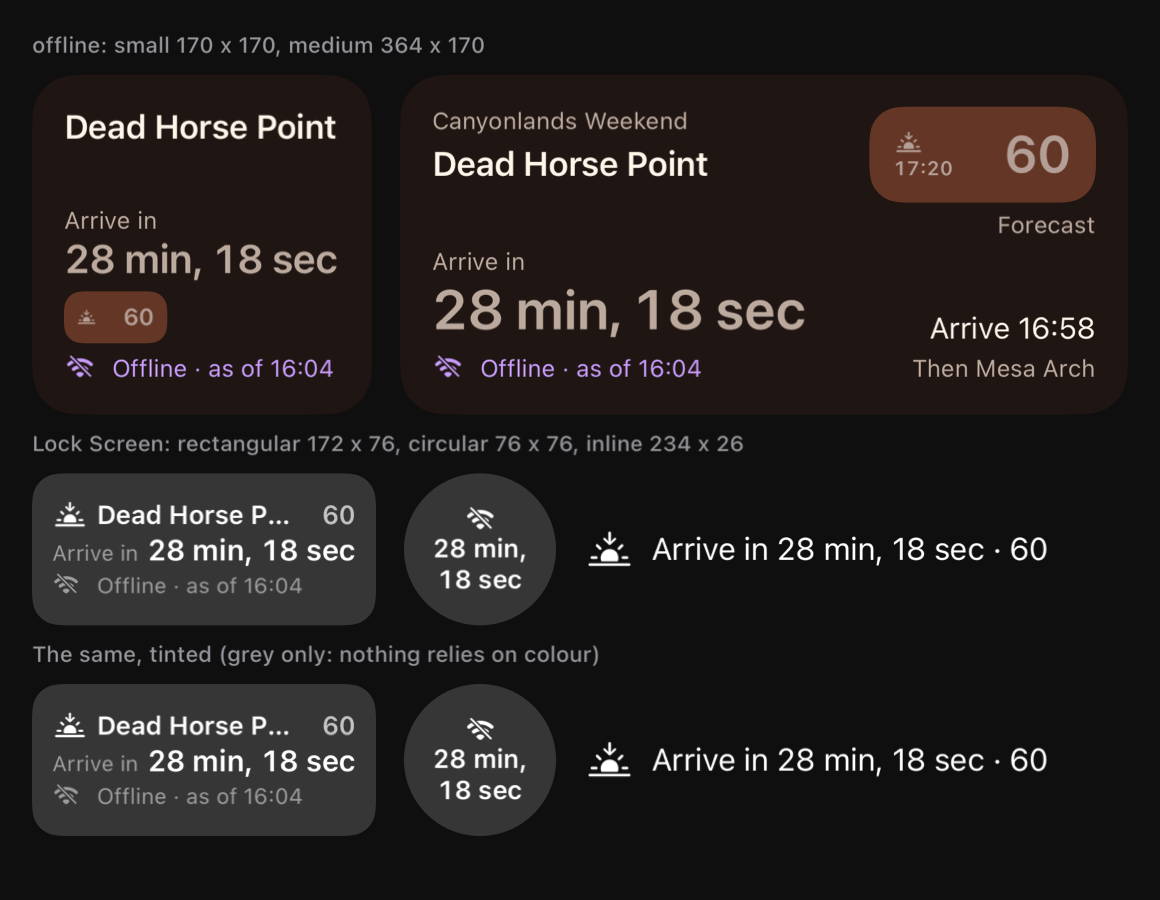 offline: small 170 x 170, medium 364 x 170
Dead Horse Point
Arrive in
28 min, 18 sec
60
Offline · as of 16:04
Canyonlands Weekend
Dead Horse Point
17:20
60
Forecast
Arrive in
28 min, 18 sec
Offline · as of 16:04
Arrive 16:58
Then Mesa Arch
Lock Screen: rectangular 172 x 76, circular 76 x 76, inline 234 x 26
Dead Horse P... 60
Arrive in 28 min, 18 sec
Offline · as of 16:04
28 min,
18 sec
Arrive in 28 min, 18 sec · 60
The same, tinted (grey only: nothing relies on colour)
Dead Horse P... 60
Arrive in 28 min, 18 sec
Offline · as of 16:04
28 min,
18 sec
Arrive in 28 min, 18 sec · 60